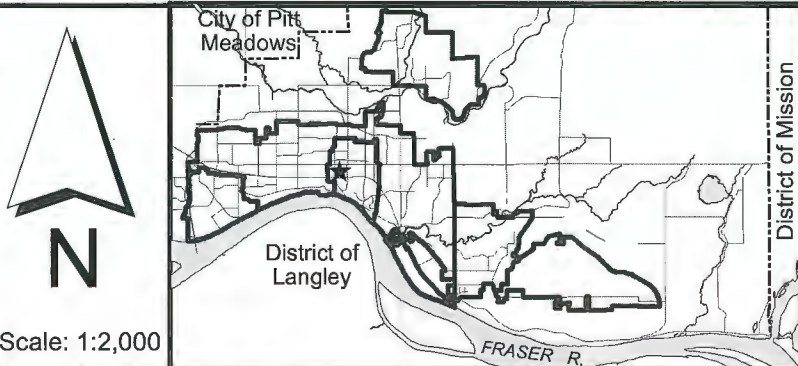 N
Scale: 1:2,000
City of Pitt
Meadows
District of
Langley
FRASER R.
District of Mission